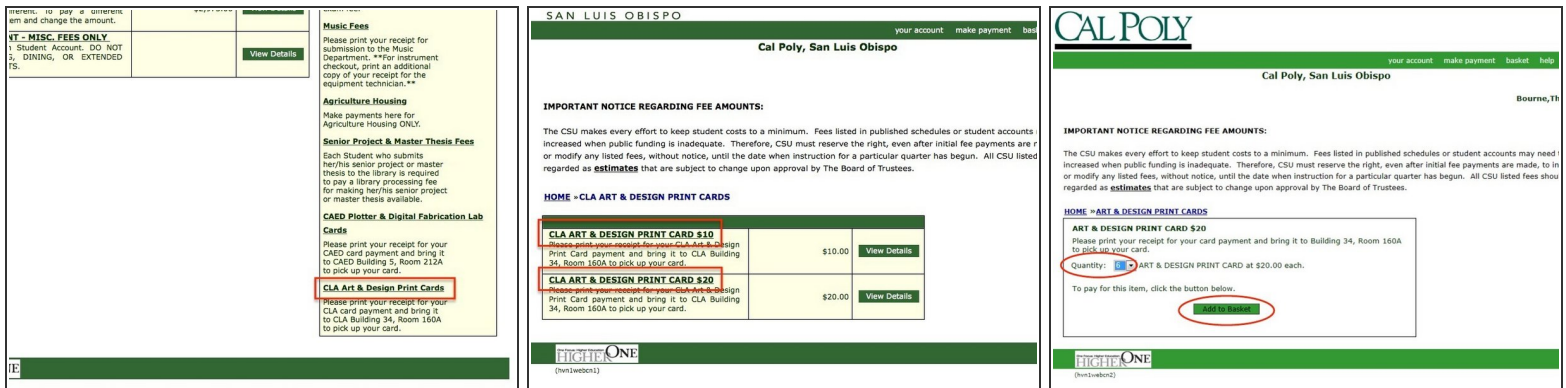 ifferent. To pay a different
em and change the amount.
NT - MISC. FEES ONLY
Student Account. DO NOT
G, DINING, OR EXTENDED
TS.
View Details
Music Fees
Please print your receipt for
submission to the Music
Department. **For instrument
checkout, print an additional
copy of your receipt for the
equipment technician.**
Agriculture Housing
Make payments here for
Agriculture Housing ONLY.
Senior Project & Master Thesis Fees
Each Student who submits
her/his senior project or master
thesis to the library is required
to pay a library processing fee
for making her/his senior project
or master thesis available.
CAED Plotter & Digital Fabrication Lab
Cards
Please print your receipt for your
CAED card payment and bring it
to CAED Building 5, Room 212A
to pick up your card.
CLA Art & Design Print Cards
Please print your receipt for your
CLA card payment and bring it
to CLA Building 34, Room 160A
to pick up your card.
NE
SAN LUIS OBISPO
your account make payment bas
Cal Poly, San Luis Obispo
IMPORTANT NOTICE REGARDING FEE AMOUNTS:
The CSU makes every effort to keep student costs to a minimum. Fees listed in published schedules or student accounts
increased when public funding is inadequate. Therefore, CSU must reserve the right, even after initial fee payments are
or modify any listed fees, without notice, until the date when instruction for a particular quarter has begun. All CSU listed
regarded as estimates that are subject to change upon approval by The Board of Trustees.
HOME »CLA ART & DESIGN PRINT CARDS
CLA ART & DESIGN PRINT CARD $10
Please print your receipt for your CLA Art & Design
Print Card payment and bring it to CLA Building
34, Room 160A to pick up your card.
$10.00 View Details
CLA ART & DESIGN PRINT CARD $20
Please print your receipt for your CLA Art & Design
Print Card payment and bring it to CLA Building
34, Room 160A to pick up your card.
$20.00 View Details
HIGHER ONE
(hvn1webcn1)
CAL POLY
your account make payment basket help
Cal Poly, San Luis Obispo
Bourne,Th
IMPORTANT NOTICE REGARDING FEE AMOUNTS:
The CSU makes every effort to keep student costs to a minimum. Fees listed in published schedules or student accounts may need
increased when public funding is inadequate. Therefore, CSU must reserve the right, even after initial fee payments are made, to in
or modify any listed fees, without notice, until the date when instruction for a particular quarter has begun. All CSU listed fees shou
regarded as estimates that are subject to change upon approval by The Board of Trustees.
HOME »ART & DESIGN PRINT CARDS
ART & DESIGN PRINT CARD $20
Please print your receipt for your card payment and bring it to Building 34, Room 160A
to pick up your card.
Quantity: 6 ART & DESIGN PRINT CARD at $20.00 each.
To pay for this item, click the button below.
Add to Basket
HIGHER ONE
(hvn1webcn2)